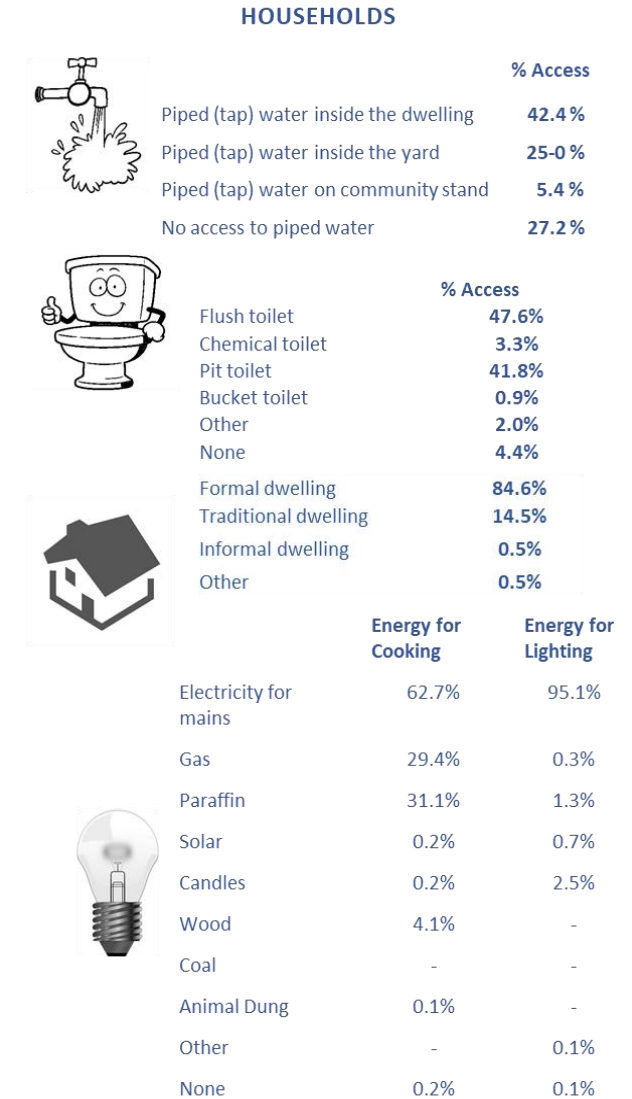 HOUSEHOLDS
% Access
Piped (tap) water inside the dwelling 42.4%
Piped (tap) water inside the yard 25-0 %
Piped (tap) water on community stand 5.4%
No access to piped water 27.2%
% Access
Flush toilet 47.6%
Chemical toilet 3.3%
Pit toilet 41.8%
Bucket toilet 0.9%
Other 2.0%
None 4.4%
Formal dwelling 84.6%
Traditional dwelling 14.5%
Informal dwelling 0.5%
Other 0.5%
Energy for Energy for
Cooking Lighting
Electricity for 62.7% 95.1%
mains
Gas 29.4% 0.3%
Paraffin 31.1% 1.3%
Solar 0.2% 0.7%
Candles 0.2% 2.5%
Wood 4.1% -
Coal - -
Animal Dung 0.1% -
Other - 0.1%
None 0.2% 0.1%